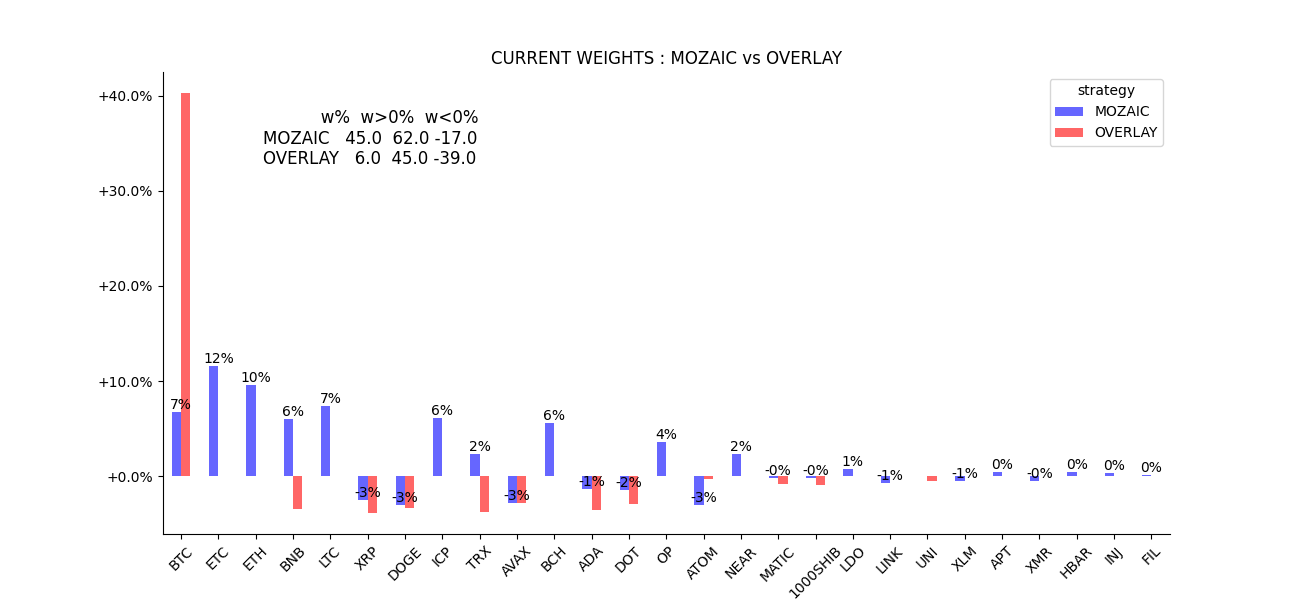 CURRENT WEIGHTS : MOZAIC vs OVERLAY
+40.0%
+30.0%
+20.0%
+10.0%
+0.0%
w% w>0% w<0%
MOZAIC 45.0 62.0 -17.0
OVERLAY 6.0 45.0 -39.0
strategy
MOZAIC
OVERLAY
7% 12% 10% 6% 7% -3% -3% 6% 2% -3% 6% -1% -2% 4% -3% 2% -0% -0% 1% -1% -1% 0% -0% 0% 0% 0%
BTC ETC ETH BNB LTC XRP DOGE ICP TRX AVAX BCH ADA DOT OP ATOM NEAR MATIC 1000SHIB LDO LINK UNI XLM APT XMR HBAR INJ FIL